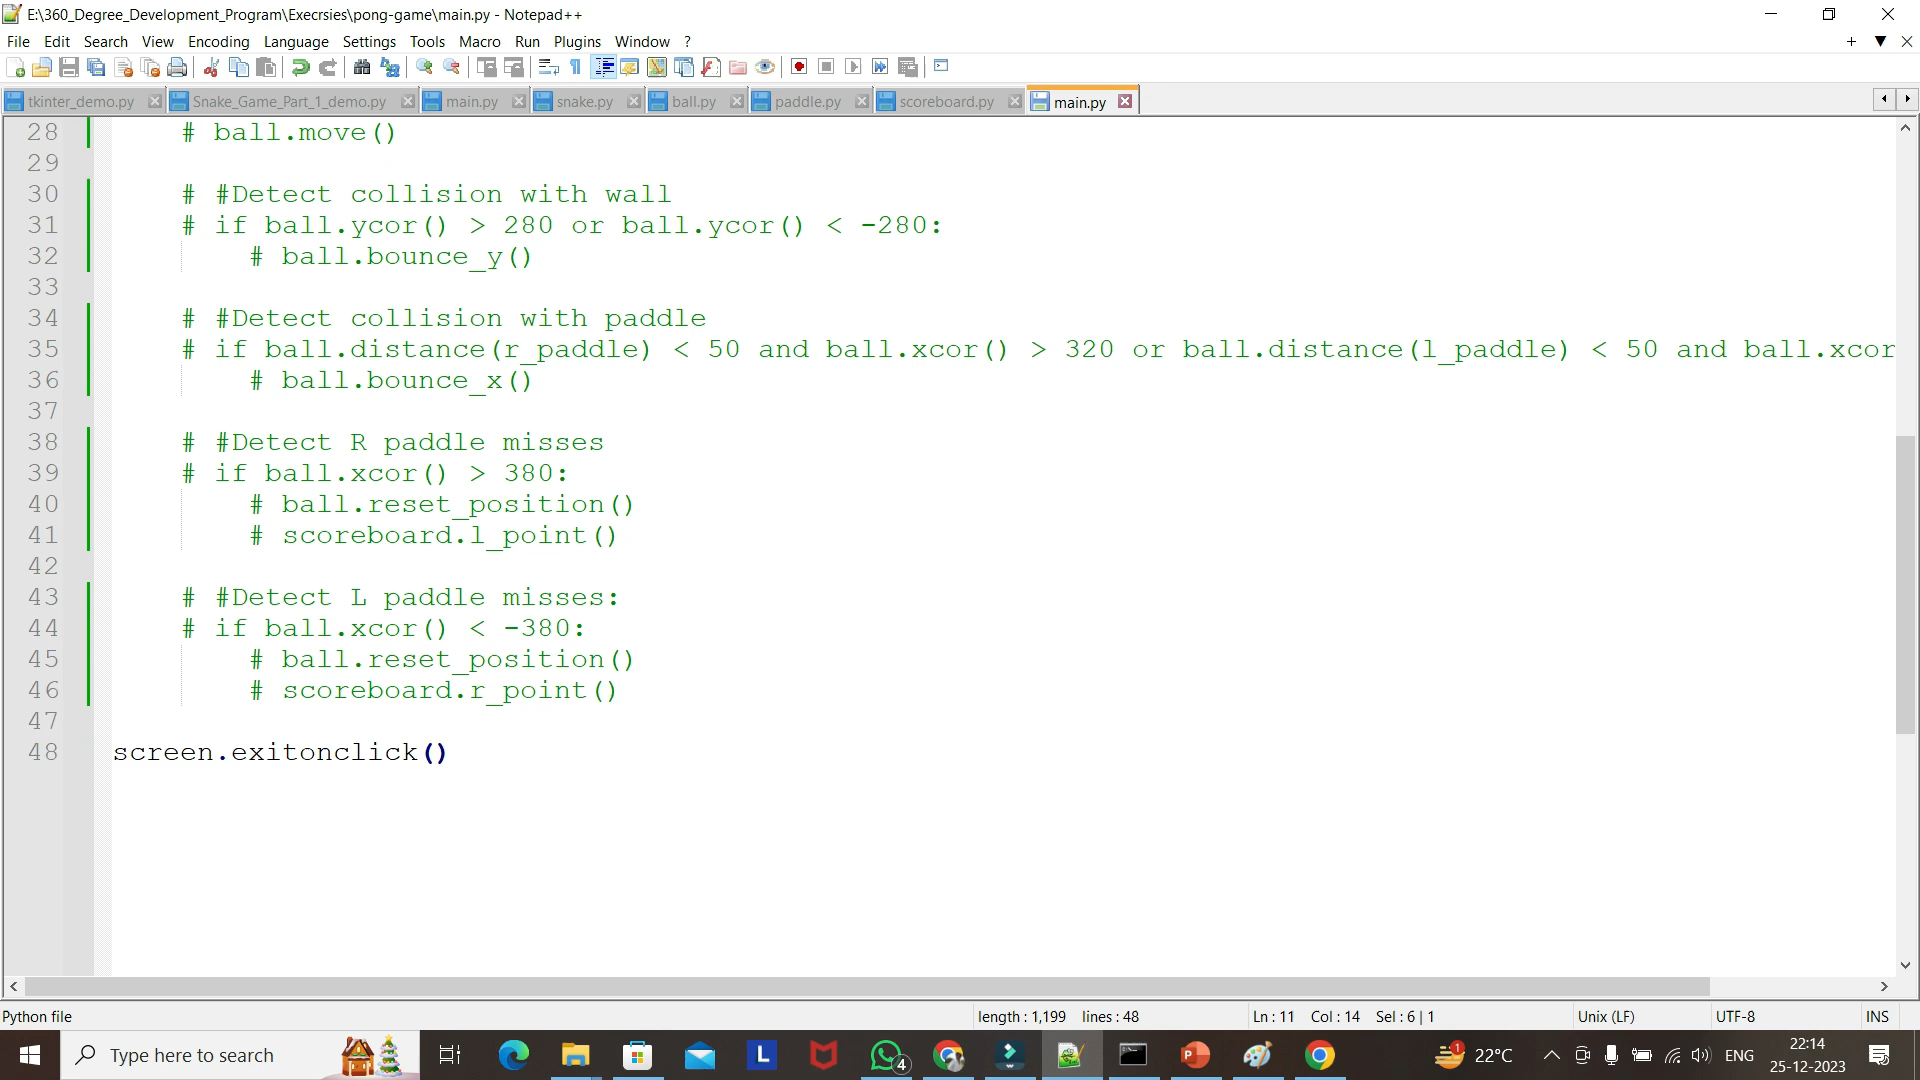 E:\360_Degree_Development_Program\Execrsies\pong-game\main.py - Notepad++
File Edit Search View Encoding Language Settings Tools Macro Run Plugins Window ?
tkinter_demo.py Snake_Game_Part_1_demo.py main.py snake.py ball.py paddle.py scoreboard.py main.py
28 # ball.move()
29
30 # #Detect collision with wall
31 # if ball.ycor() > 280 or ball.ycor() < -280:
32 # ball.bounce_y()
33
34 # #Detect collision with paddle
35 # if ball.distance(r_paddle) < 50 and ball.xcor() > 320 or ball.distance(l_paddle) < 50 and ball.xcor
36 # ball.bounce_x()
37
38 # #Detect R paddle misses
39 # if ball.xcor() > 380:
40 # ball.reset_position()
41 # scoreboard.l_point()
42
43 # #Detect L paddle misses:
44 # if ball.xcor() < -380:
45 # ball.reset_position()
46 # scoreboard.r_point()
47
48 screen.exitonclick()
Python file length : 1,199 lines : 48 Ln : 11 Col : 14 Sel : 6 | 1 Unix (LF) UTF-8 INS
Type here to search L 4 1 22°C ENG 22:14
25-12-2023